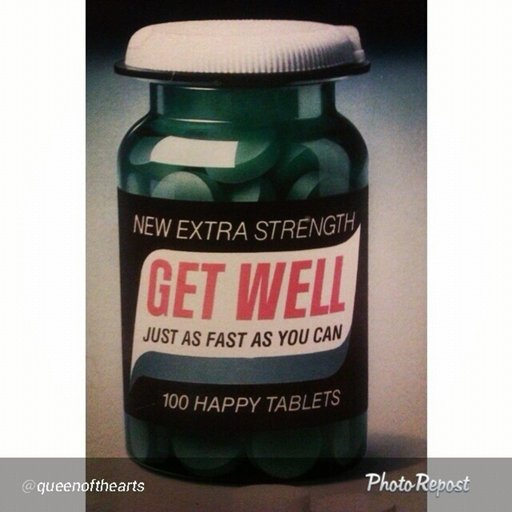 NEW EXTRA STRENGTH
GET WELL
JUST AS FAST AS YOU CAN
100 HAPPY TABLETS
@queenofthearts
PhotoRepost